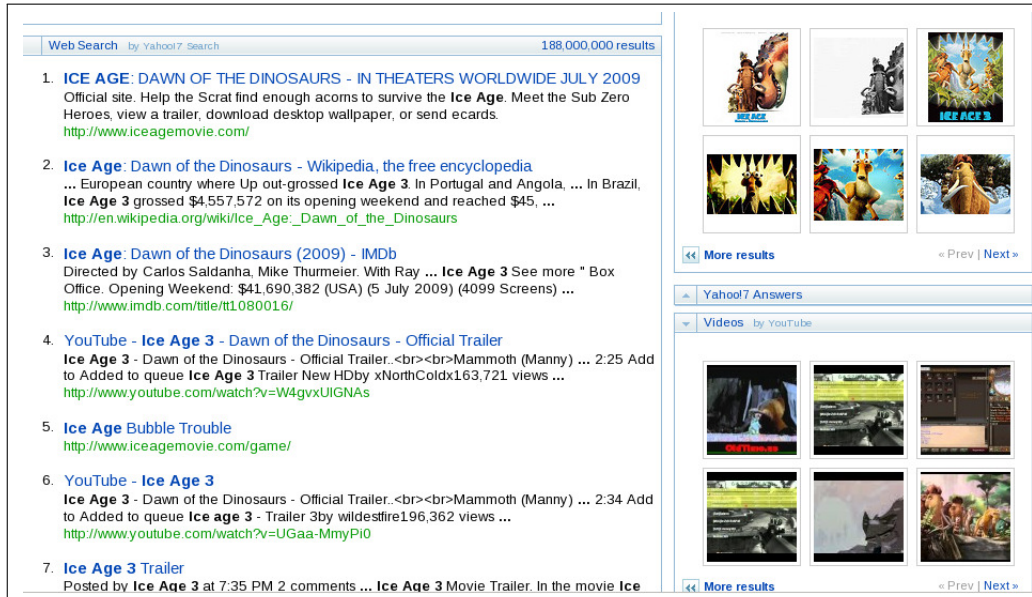 Web Search by Yahoo!7 Search 188,000,000 results
1. ICE AGE: DAWN OF THE DINOSAURS - IN THEATERS WORLDWIDE JULY 2009
Official site. Help the Scrat find enough acorns to survive the Ice Age. Meet the Sub Zero
Heroes, view a trailer, download desktop wallpaper, or send ecards.
http://www.iceagemovie.com/
2. Ice Age: Dawn of the Dinosaurs - Wikipedia, the free encyclopedia
... European country where Up out-grossed Ice Age 3. In Portugal and Angola, ... In Brazil,
Ice Age 3 grossed $4,557,572 on its opening weekend and reached $45, ...
http://en.wikipedia.org/wiki/Ice_Age:_Dawn_of_the_Dinosaurs
3. Ice Age: Dawn of the Dinosaurs (2009) - IMDb
Directed by Carlos Saldanha, Mike Thurmeier. With Ray ... Ice Age 3 See more " Box
Office. Opening Weekend: $41,690,382 (USA) (5 July 2009) (4099 Screens) ...
http://www.imdb.com/title/tt1080016/
4. YouTube - Ice Age 3 - Dawn of the Dinosaurs - Official Trailer
Ice Age 3 - Dawn of the Dinosaurs - Official Trailer..<br><br>Mammoth (Manny) ... 2:25 Add
to Added to queue Ice Age 3 Trailer New HDby xNorthColdx163,721 views ...
http://www.youtube.com/watch?v=W4gvxUlGNAs
5. Ice Age Bubble Trouble
http://www.iceagemovie.com/game/
6. YouTube - Ice Age 3
Ice Age 3 - Dawn of the Dinosaurs - Official Trailer..<br><br>Mammoth (Manny) ... 2:34 Add
to Added to queue Ice age 3 - Trailer 3by wildestfire196,362 views ...
http://www.youtube.com/watch?v=UGaa-MmyPi0
7. Ice Age 3 Trailer
Posted by Ice Age 3 at 7:35 PM 2 comments ... Ice Age 3 Movie Trailer. In the movie Ice
ICE AGE
ICE AGE 3
More results « Prev | Next »
Yahoo!7 Answers
Videos by YouTube
More results « Prev | Next »